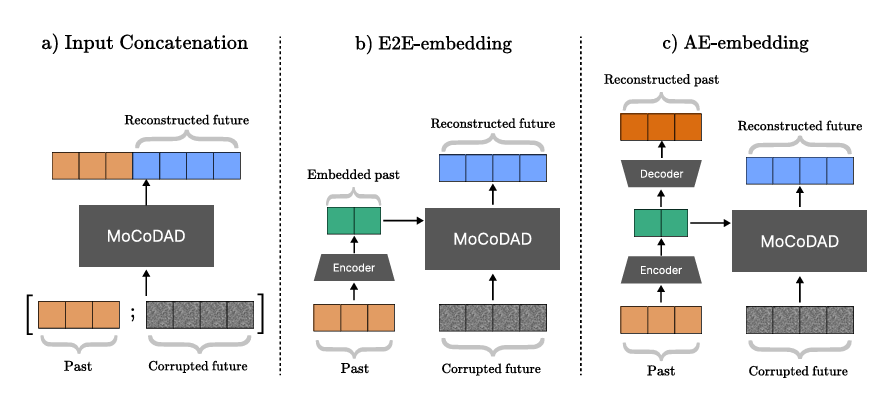 a) Input Concatenation
Reconstructed future
MoCoDAD
[ ; ]
Past
Corrupted future
b) E2E-embedding
Reconstructed future
Embedded past
MoCoDAD
Encoder
Past
Corrupted future
c) AE-embedding
Reconstructed past
Reconstructed future
Decoder
MoCoDAD
Encoder
Past
Corrupted future